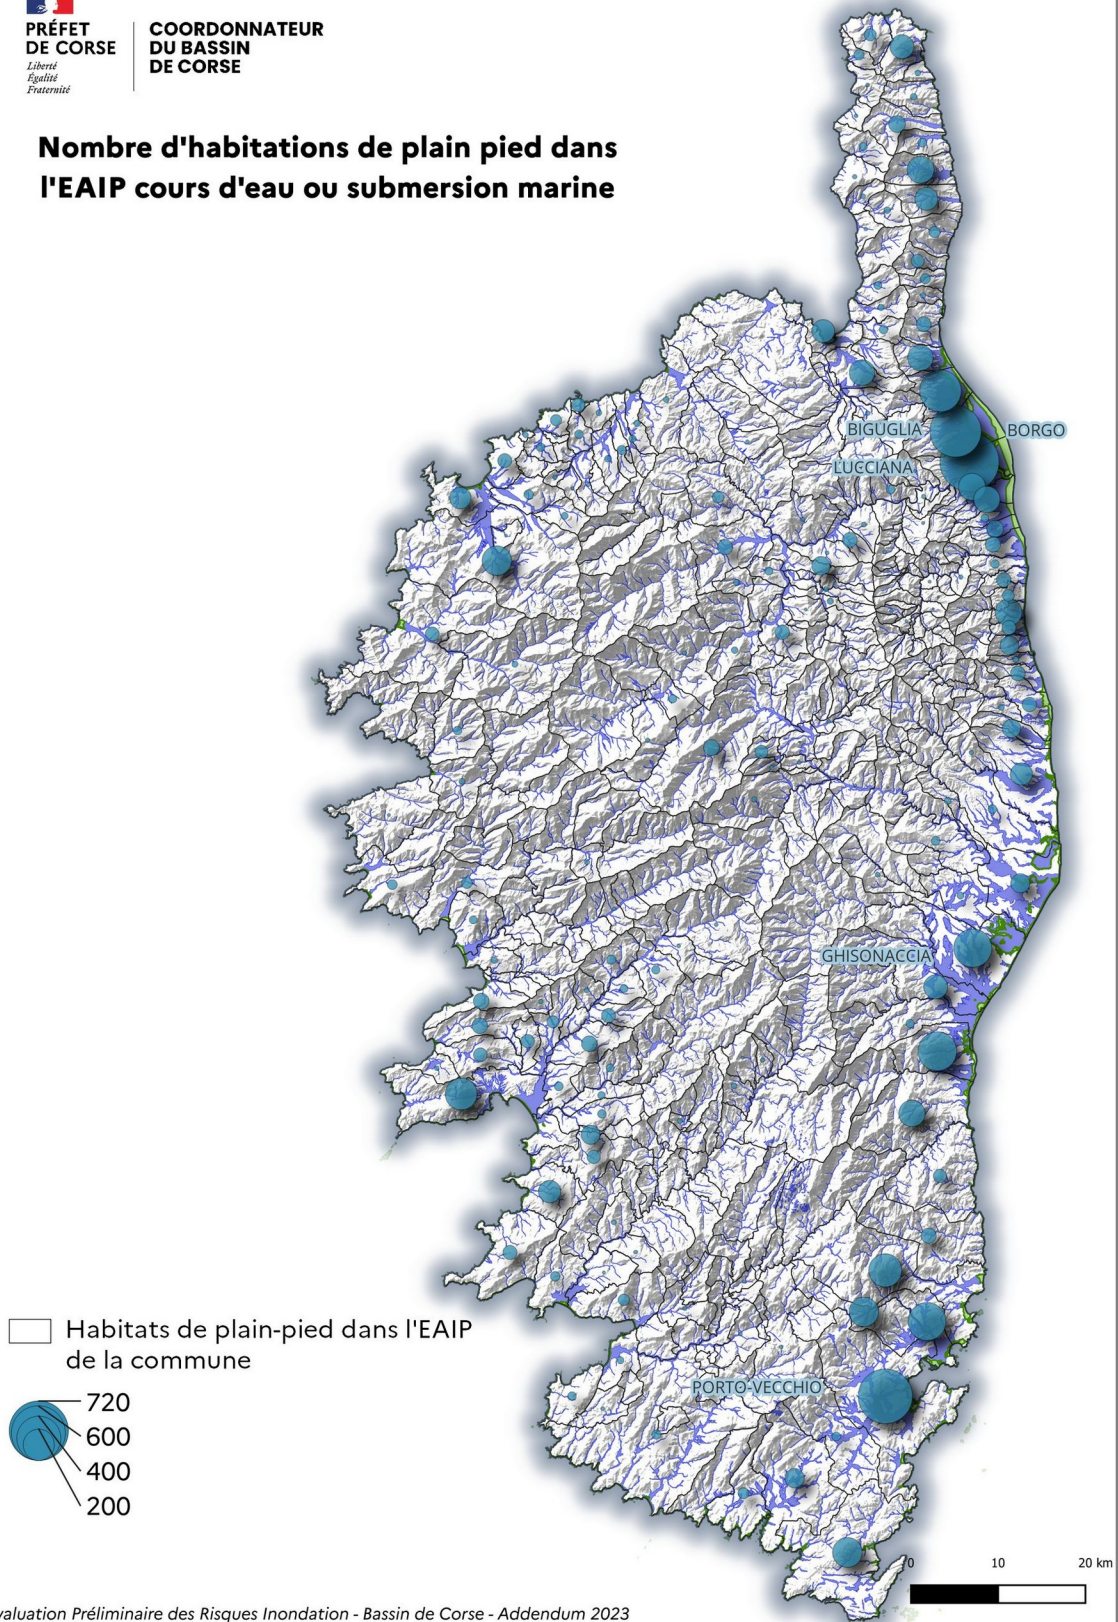 PRÉFET
DE CORSE
Liberté
Égalité
Fraternité
COORDONNATEUR
DU BASSIN
DE CORSE
Nombre d'habitations de plain pied dans
l'EAIP cours d'eau ou submersion marine
BIGUGLIA
BORGO
LUCCIANA
GHISONACCIA
PORTO-VECCHIO
Habitats de plain-pied dans l'EAIP
de la commune
720
600
400
200
0 10 20 km
valuation Préliminaire des Risques Inondation - Bassin de Corse - Addendum 2023